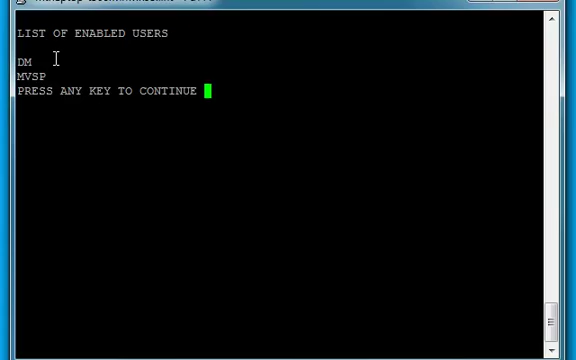 LIST OF ENABLED USERS
DM
MVSP
PRESS ANY KEY TO CONTINUE